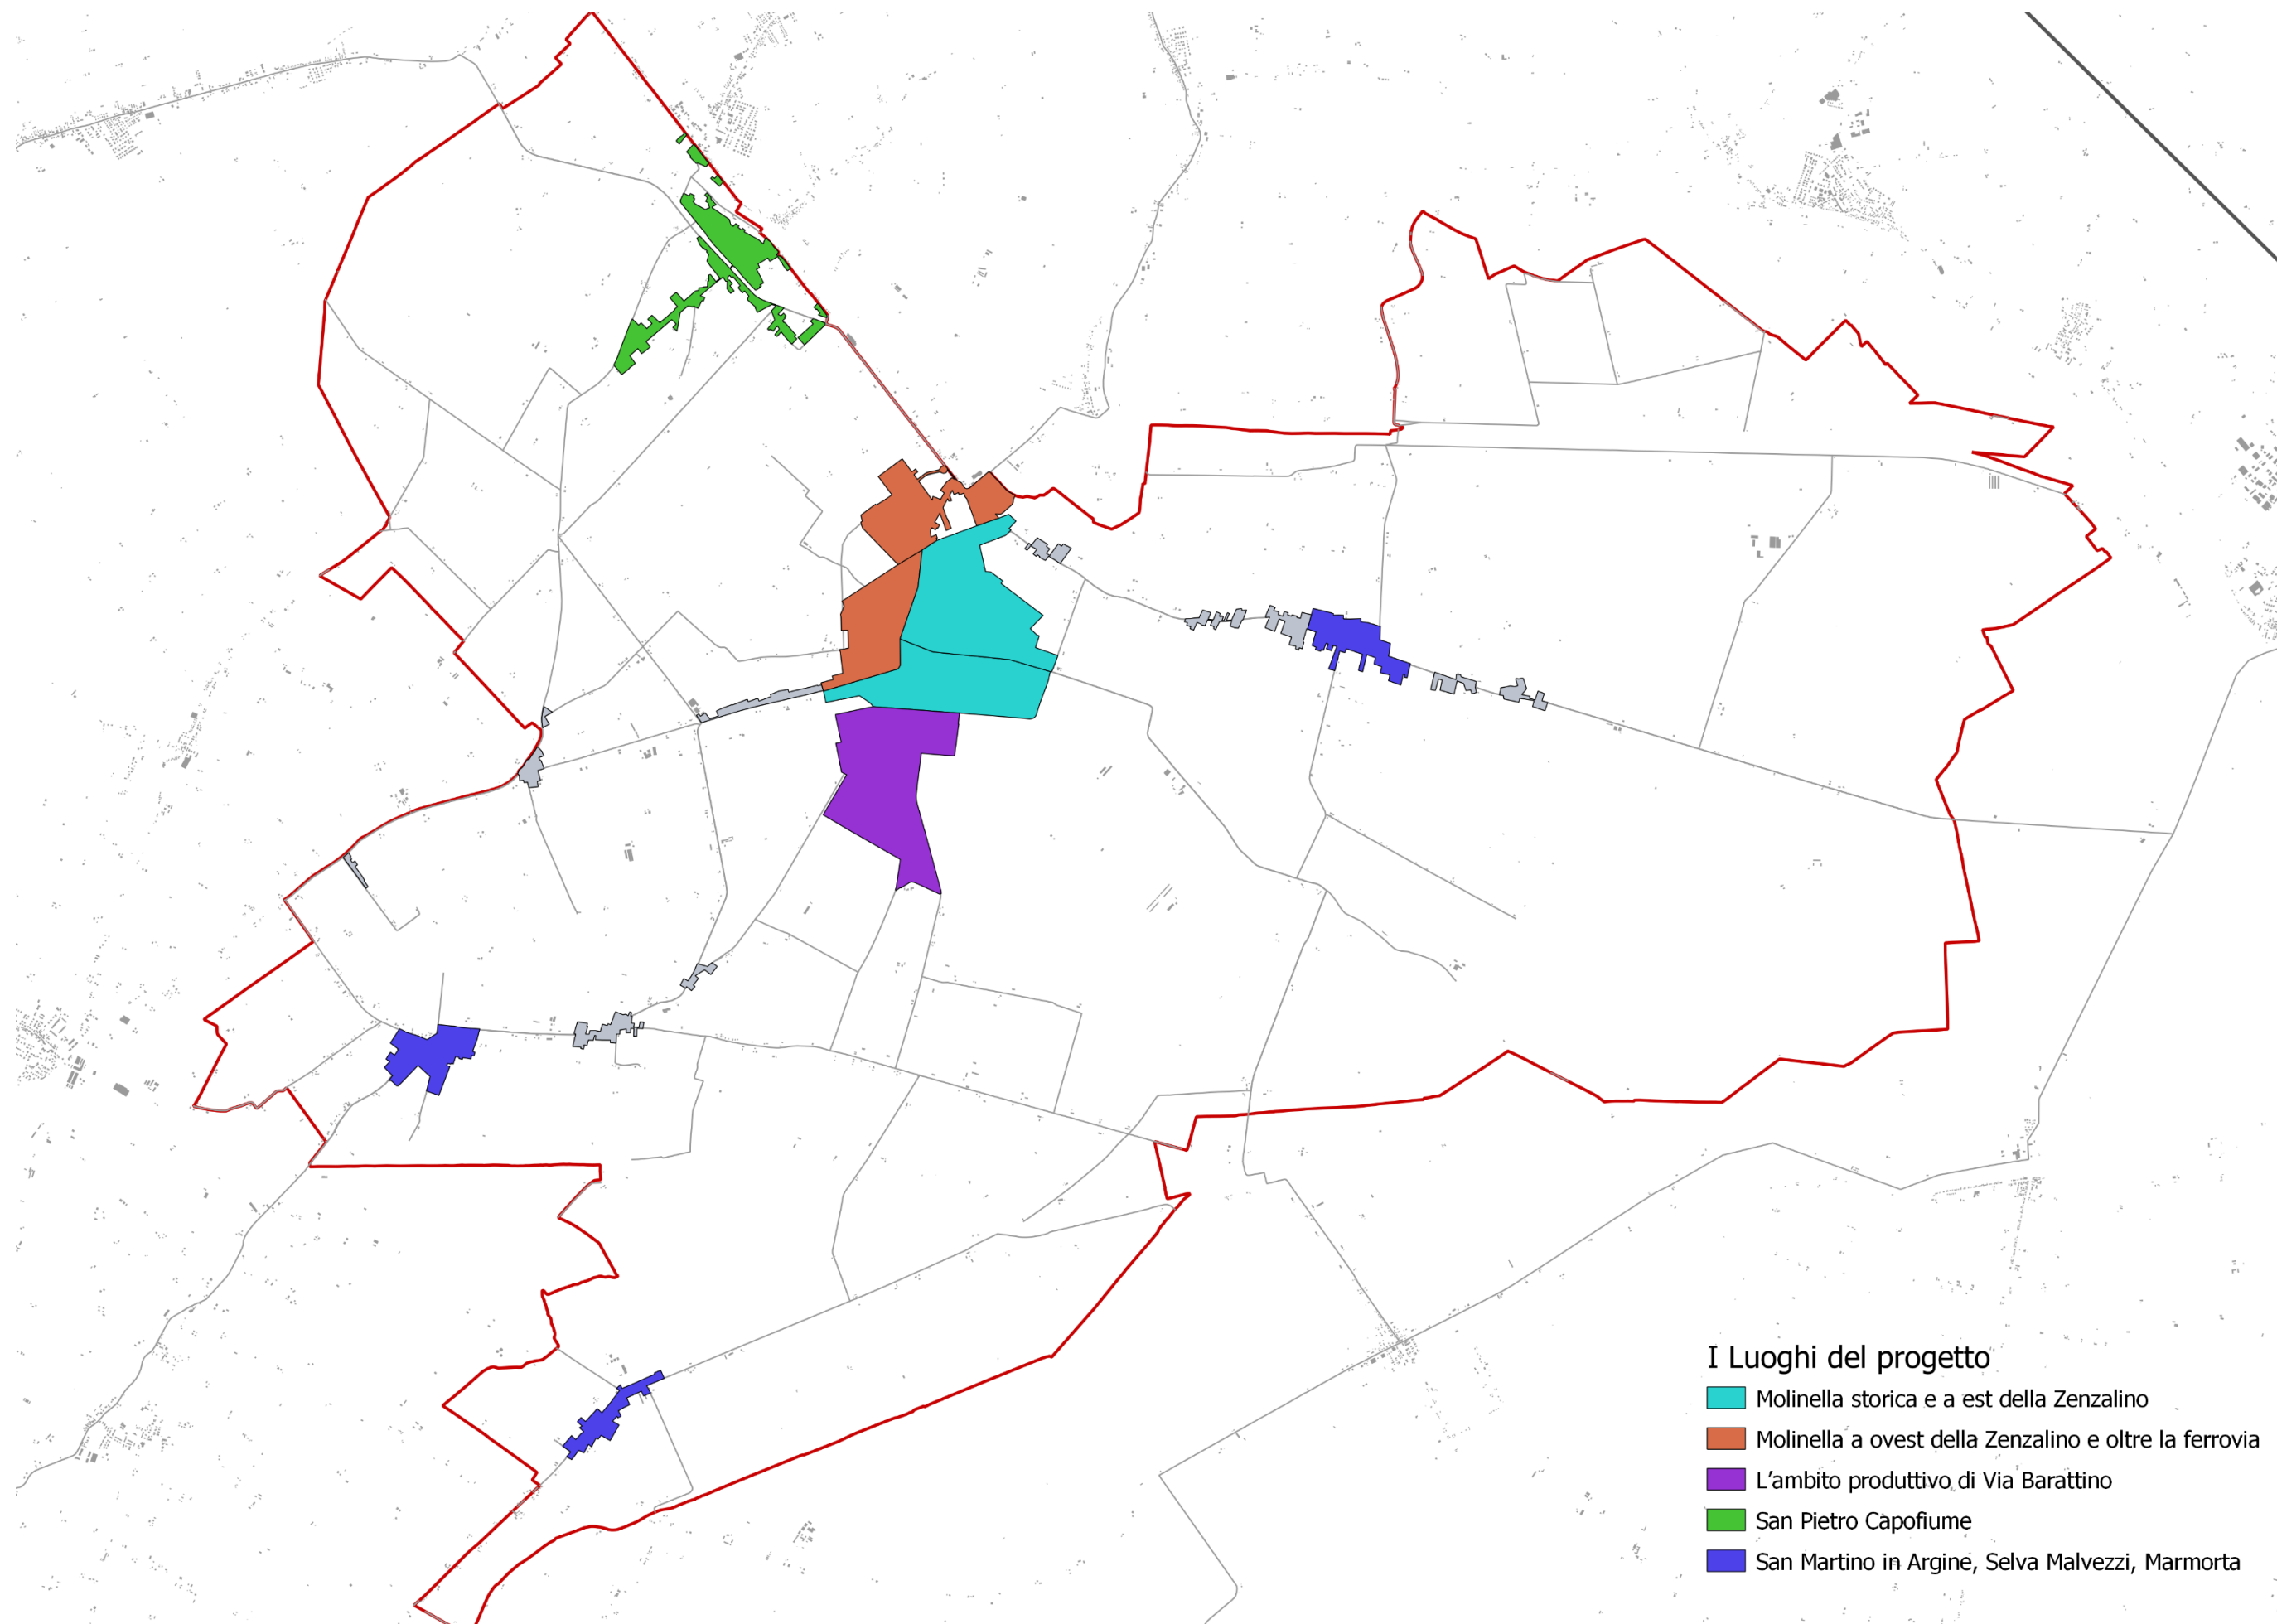 I Luoghi del progetto
Molinella storica e a est della Zenzalino
Molinella a ovest della Zenzalino e oltre la ferrovia
L’ambito produttivo di Via Barattino
San Pietro Capofiume
San Martino in Argine, Selva Malvezzi, Marmorta